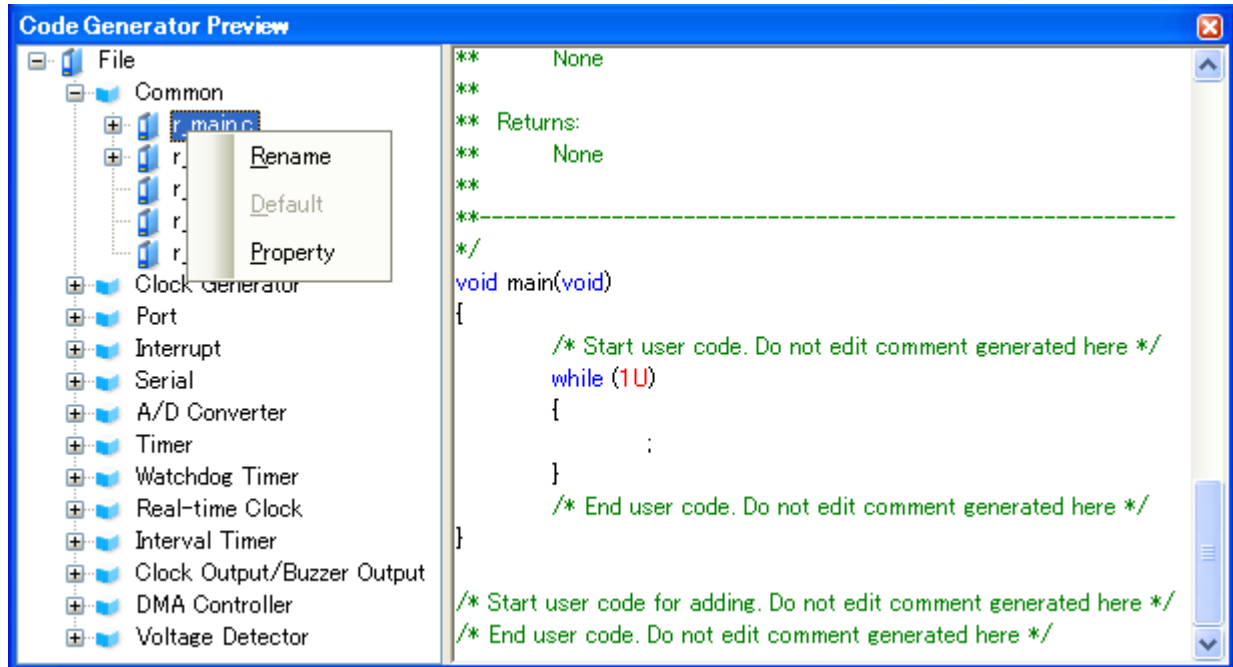 Code Generator Preview
File
Common
r_main.c
r_
r_
r_
r_
Rename
Default
Property
Clock Generator
Port
Interrupt
Serial
A/D Converter
Timer
Watchdog Timer
Real-time Clock
Interval Timer
Clock Output/Buzzer Output
DMA Controller
Voltage Detector
** None
**
** Returns:
** None
**
**----------------------------------------------------------
*/
void main(void)
{
/* Start user code. Do not edit comment generated here */
while (1U)
{
;
}
/* End user code. Do not edit comment generated here */
}
/* Start user code for adding. Do not edit comment generated here */
/* End user code. Do not edit comment generated here */